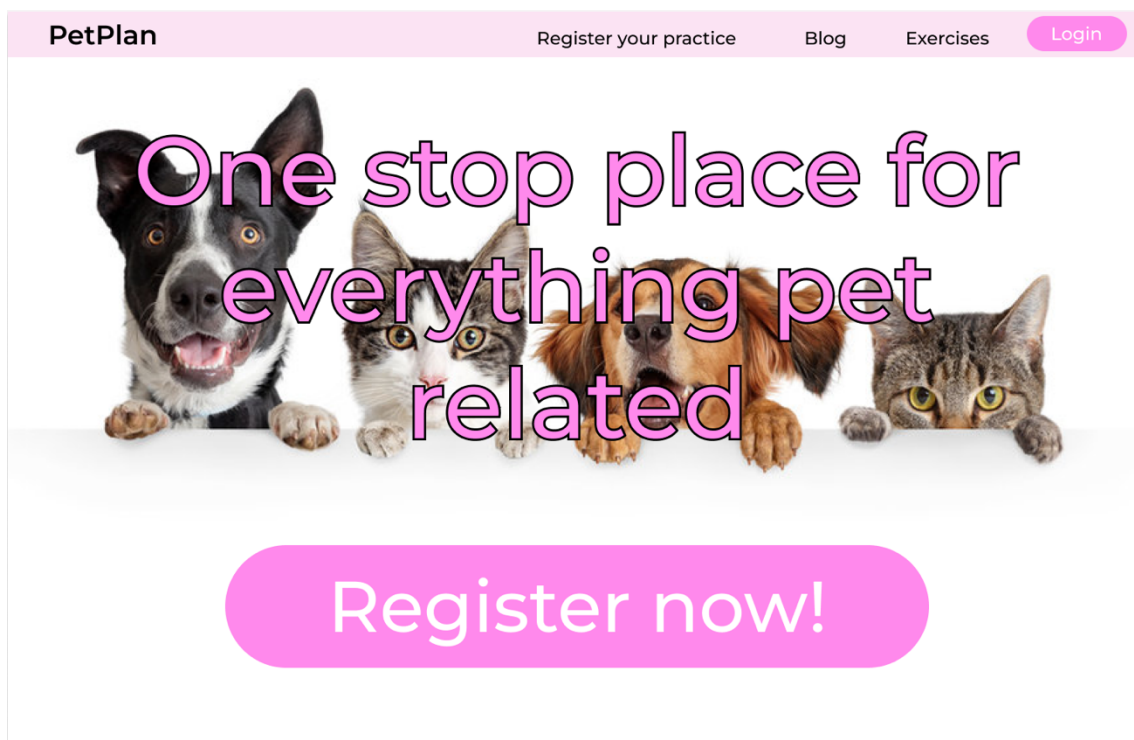 PetPlan
Register your practice
Blog
Exercises
Login
One stop place for
everything pet
related
Register now!